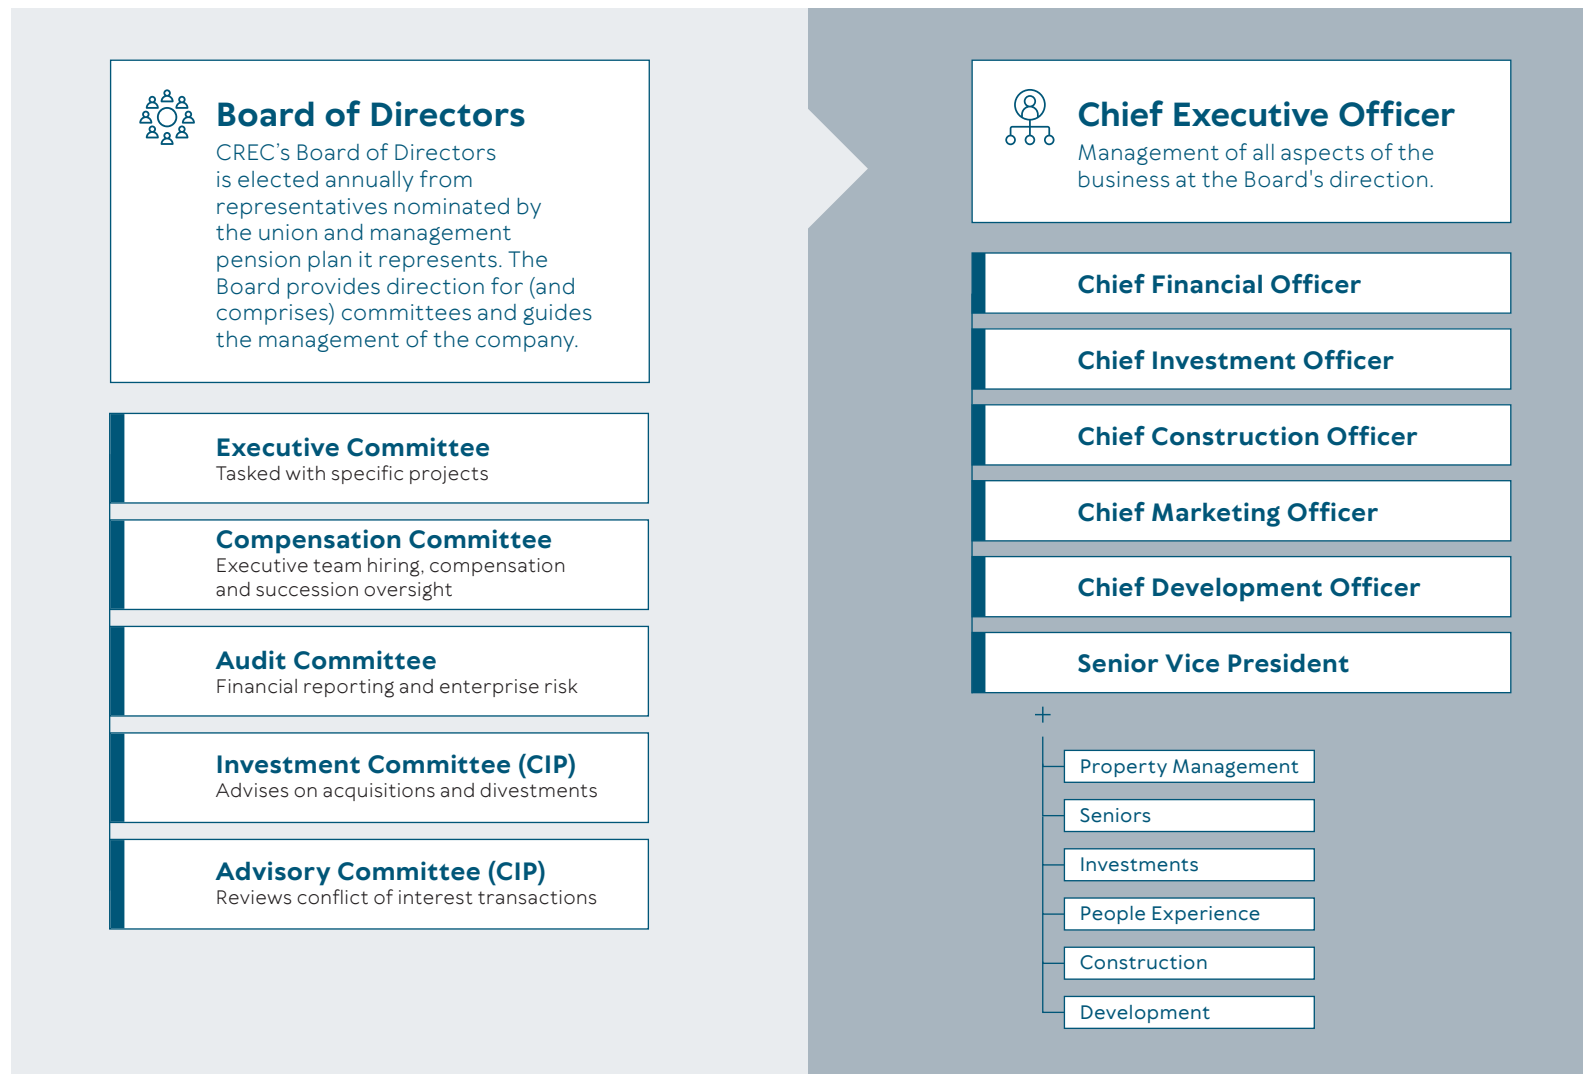 Board of Directors
CREC’s Board of Directors
is elected annually from
representatives nominated by
the union and management
pension plan it represents. The
Board provides direction for (and
comprises) committees and guides
the management of the company.
Executive Committee
Tasked with specific projects
Compensation Committee
Executive team hiring, compensation
and succession oversight
Audit Committee
Financial reporting and enterprise risk
Investment Committee (CIP)
Advises on acquisitions and divestments
Advisory Committee (CIP)
Reviews conflict of interest transactions
Chief Executive Officer
Management of all aspects of the
business at the Board's direction.
Chief Financial Officer
Chief Investment Officer
Chief Construction Officer
Chief Marketing Officer
Chief Development Officer
Senior Vice President
+
Property Management
Seniors
Investments
People Experience
Construction
Development